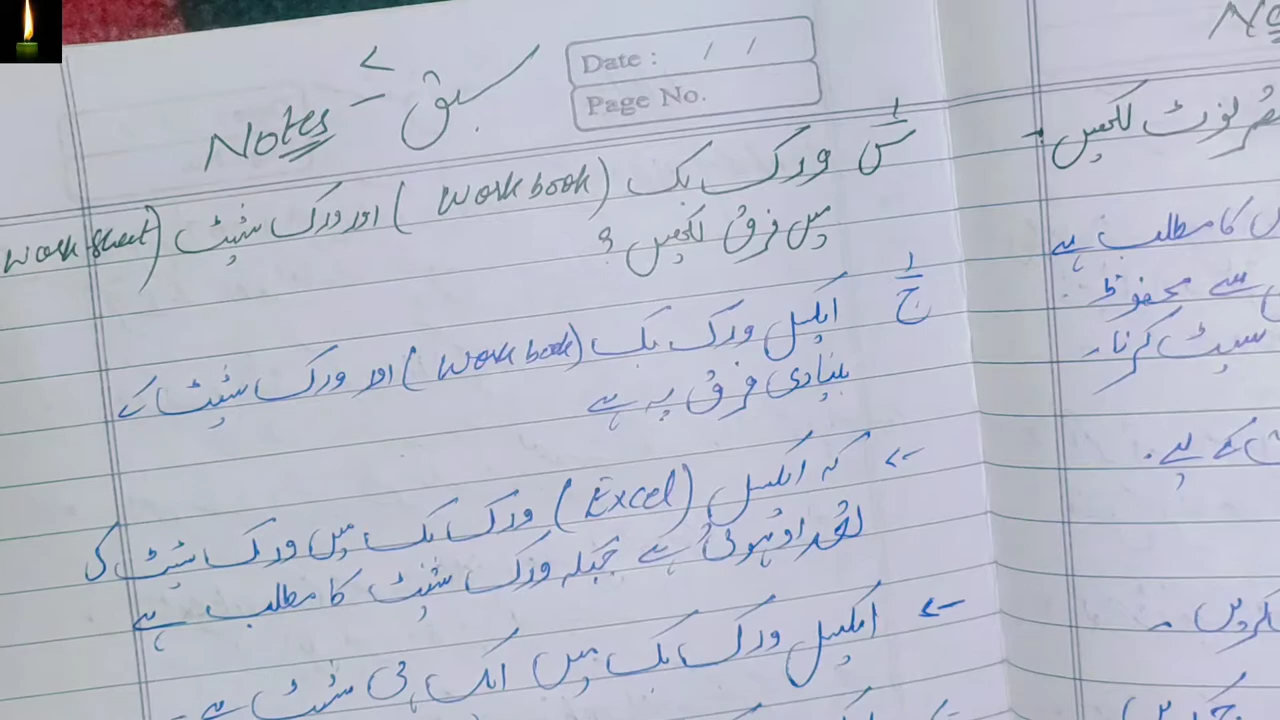 سبق - ۷ Notes
Date : / /
Page No.
س ۱ ورک بک (Work book) اور ورک شیٹ (Work Sheet)
میں فرق لکھیں ؟
ج ۱ ایکسل ورک بک (Work book) اور ورک شیٹ کے
بنیادی فرق یہ ہے
← کہ ایکسل (Excel) ورک بک میں ورک شیٹ کی
تعداد ہوتی ہے جبکہ ورک شیٹ کا مطلب ہے
← ایکسل ورک بک میں ایک ہی شیٹ ہے
نوٹ لکھیں
کا مطلب ہے
سے محفوظ
سیٹ کرنا۔
کے لیے۔
کریں ۔